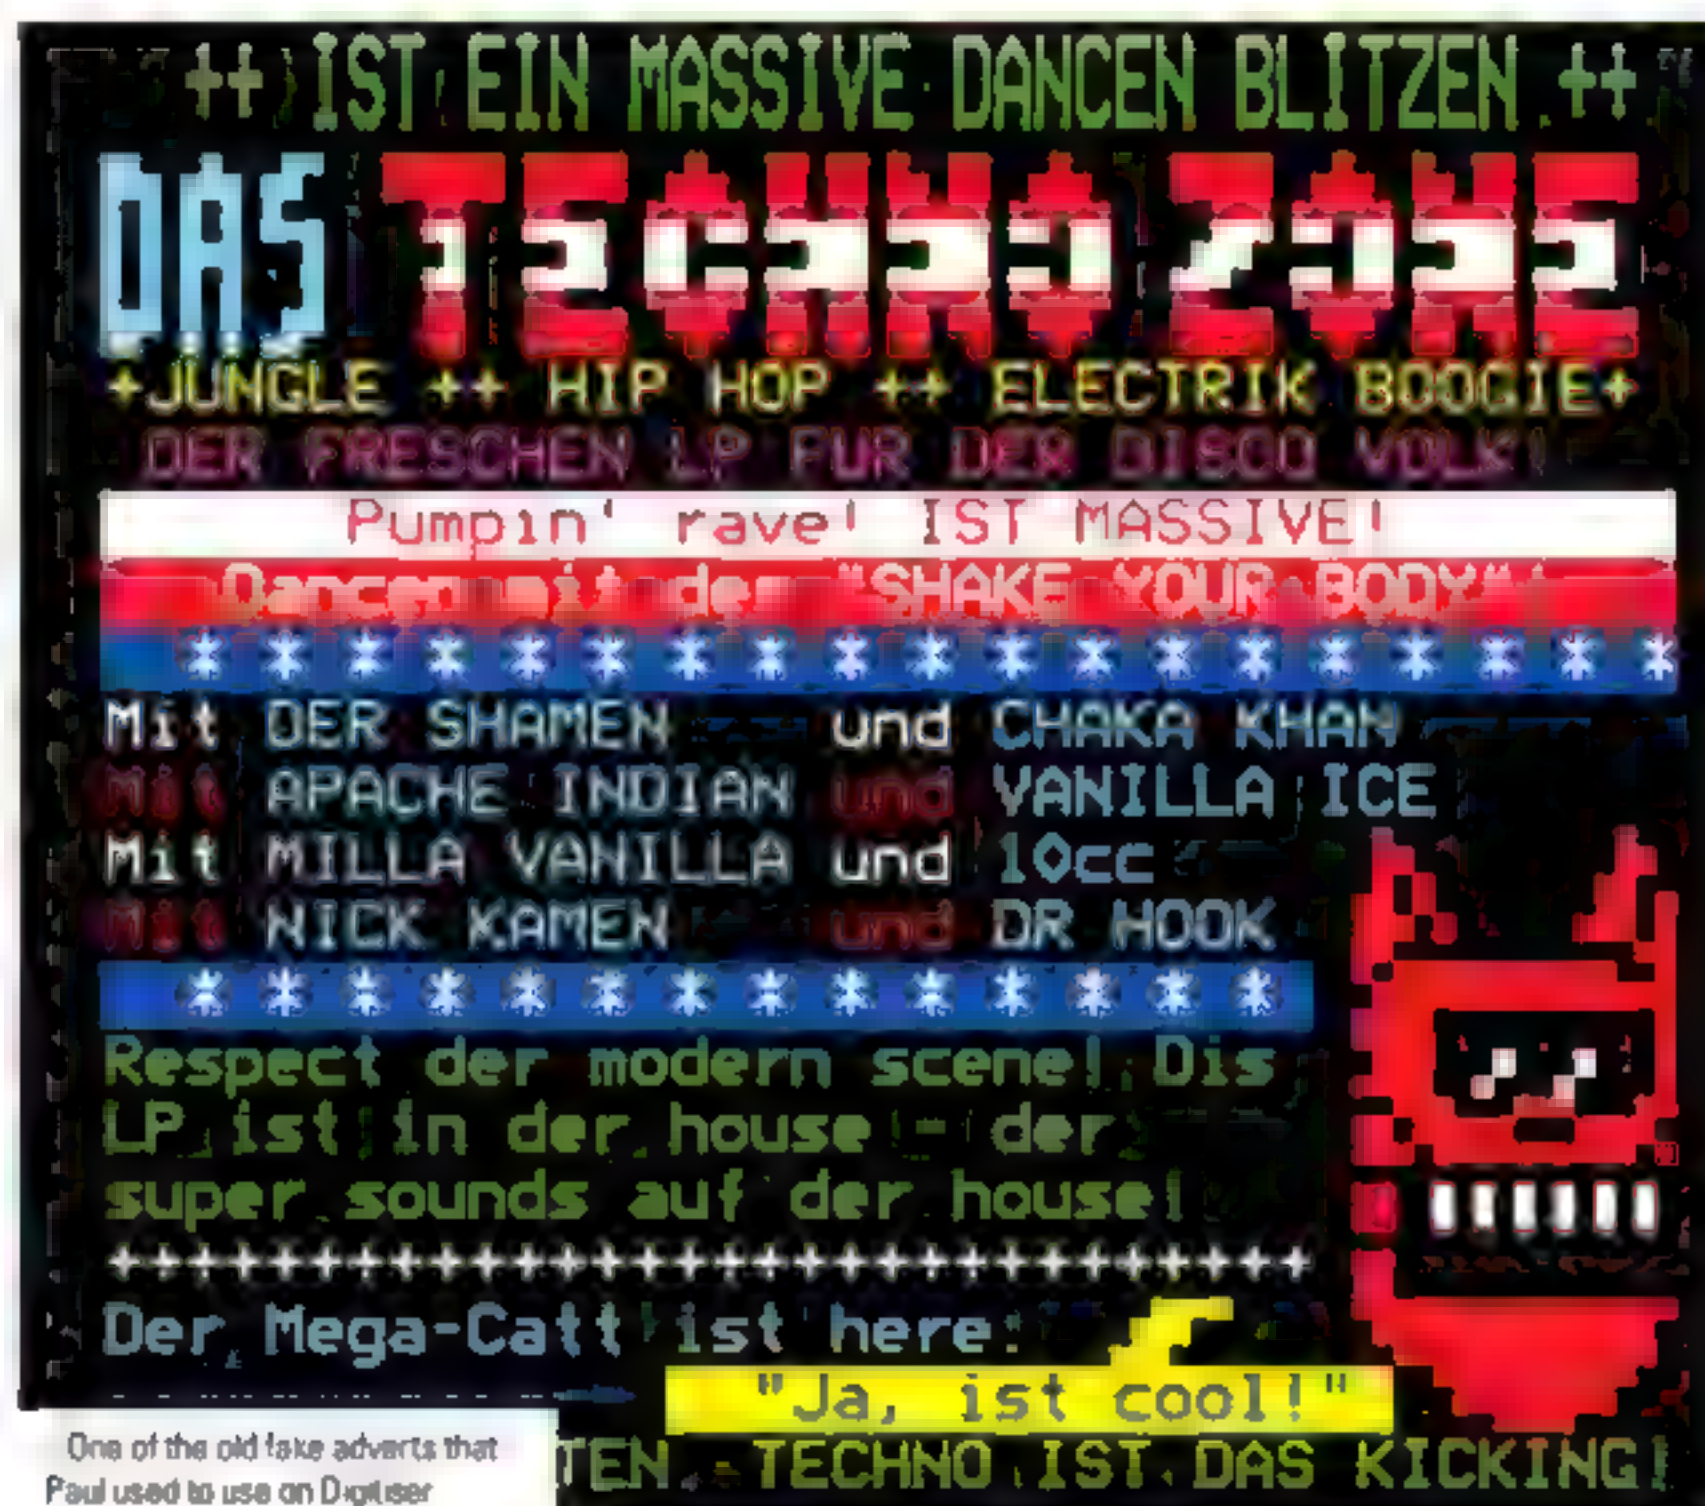 ++ IST EIN MASSIVE DANCEN BLITZEN ++
DAS TECHNO ZONE
+JUNGLE ++ HIP HOP ++ ELECTRIK BOOGIE+
DER FRESCHEN LP FUR DER DISCO VOLK!
Pumpin' rave! IST MASSIVE!
Dancen mit der "SHAKE YOUR BODY"
* * * * * * * * * * * * * * * * * * *
Mit DER SHAMEN und CHAKA KHAN
Mit APACHE INDIAN und VANILLA ICE
Mit MILLA VANILLA und 10cc
Mit NICK KAMEN und DR HOOK
* * * * * * * * * * * * * *
Respect der modern scene! Dis
LP ist in der house - der
super sounds auf der house!
++++++++++++++++++++++++++++++
Der Mega-Catt ist here:
"Ja, ist cool!"
TEN. TECHNO IST DAS KICKING!
One of the old fake adverts that
Paul used to use on Digitiser